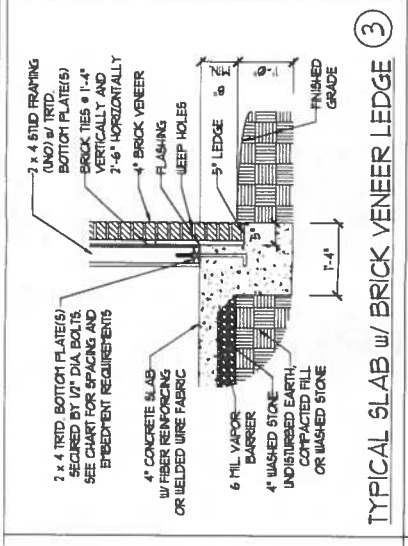 2 x 4 STUD FRAMING
(UNO) w/ TRTD.
BOTTOM PLATE(S)
BRICK TIES @ 1'-4"
VERTICALLY AND
2'-6" HORIZONTALLY
4" BRICK VENEER
FLASHING
WEEP HOLES
5" LEDGE
8"
MIN.
1'-0"
FINISHED
GRADE
2 x 4 TRTD. BOTTOM PLATE(S)
SECURED BY 1/2" DIA. BOLTS.
SEE CHART FOR SPACING AND
EMBEDMENT REQUIREMENTS
4" CONCRETE SLAB
W/ FIBER REINFORCING
OR WELDED WIRE FABRIC
6 MIL. VAPOR
BARRIER
4" WASHED STONE
UNDISTURBED EARTH,
COMPACTED FILL
OR WASHED STONE
5"
1'-4"
TYPICAL SLAB w/ BRICK VENEER LEDGE 3